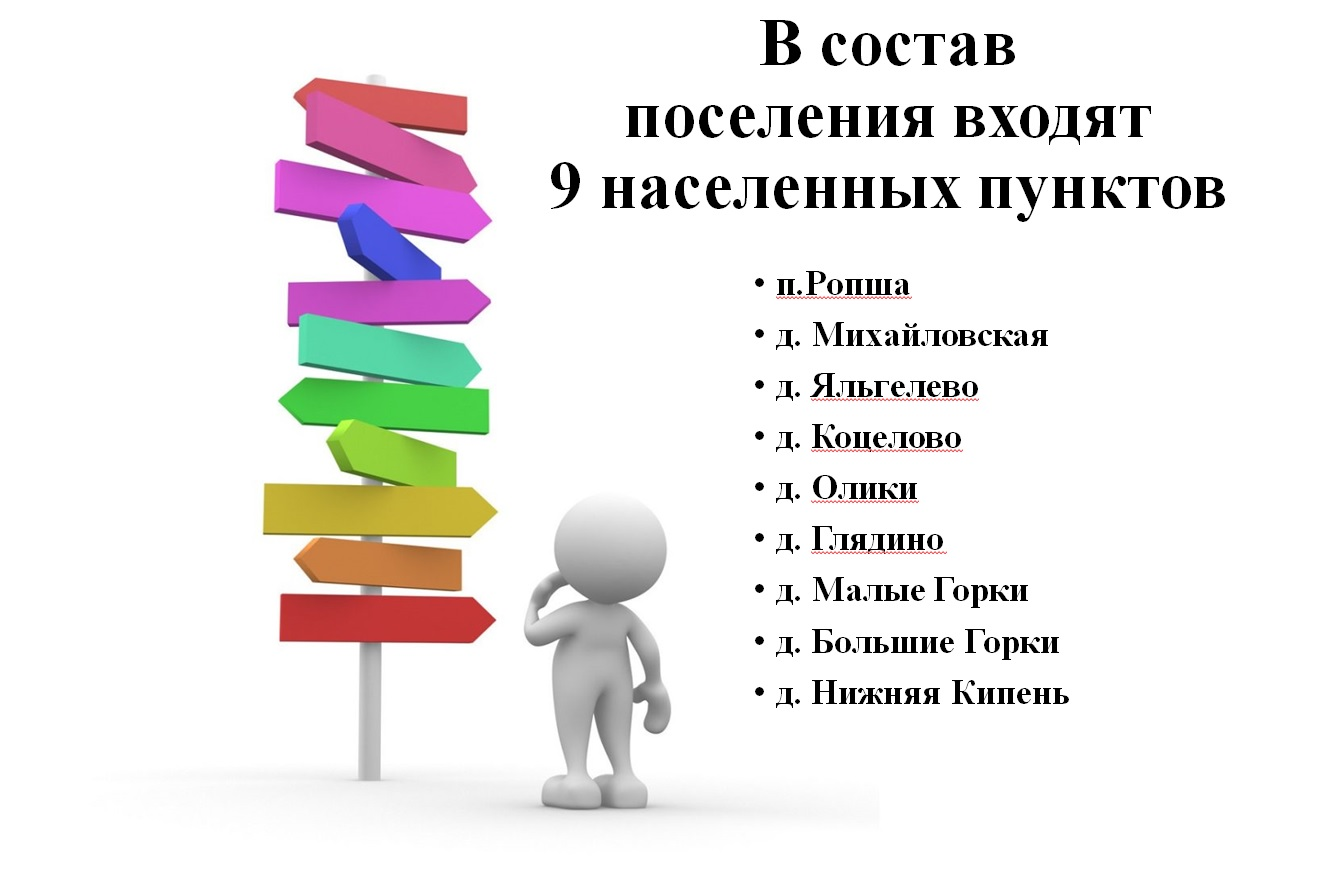 В состав
поселения входят
9 населенных пунктов
• п.Ропша
• д. Михайловская
• д. Яльгелево
• д. Коцелово
• д. Олики
• д. Глядино
• д. Малые Горки
• д. Большие Горки
• д. Нижняя Кипень